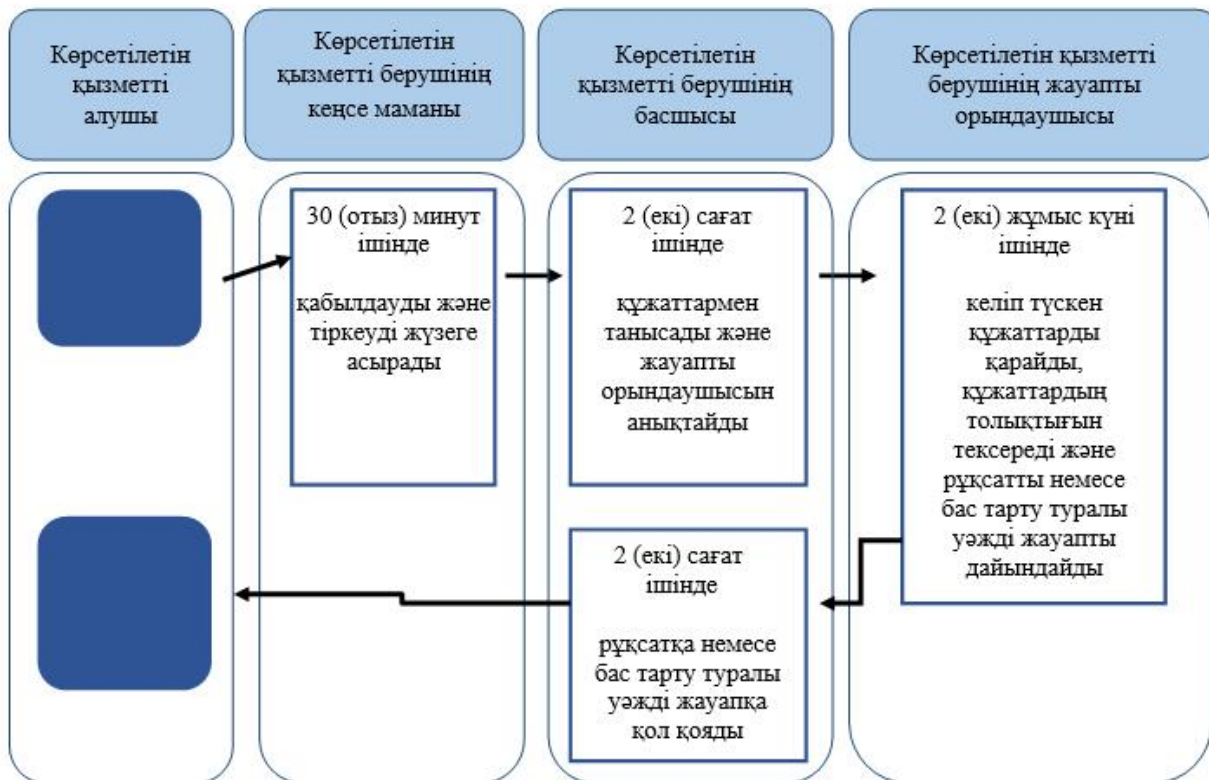 Көрсетілетін
қызметті
алушы
Көрсетілетін
қызметті берушінің
кеңсе маманы
Көрсетілетін
қызметті берушінің
басшысы
Көрсетілетін қызметті
берушінің жауапты
орындаушысы
30 (отыз) минут
ішінде
қабылдауды және
тіркеуді жүзеге
асырады
2 (екі) сағат
ішінде
құжаттармен
танысады және
жауапты
орындаушысын
анықтайды
2 (екі) жұмыс күні
ішінде
келіп түскен
құжаттарды
қарайды,
құжаттардың
толықтығын
тексереді және
рұқсатты немесе
бас тарту туралы
уәжді жауапты
дайындайды
2 (екі) сағат
ішінде
рұқсатқа немесе
бас тарту туралы
уәжді жауапқа
қол қояды